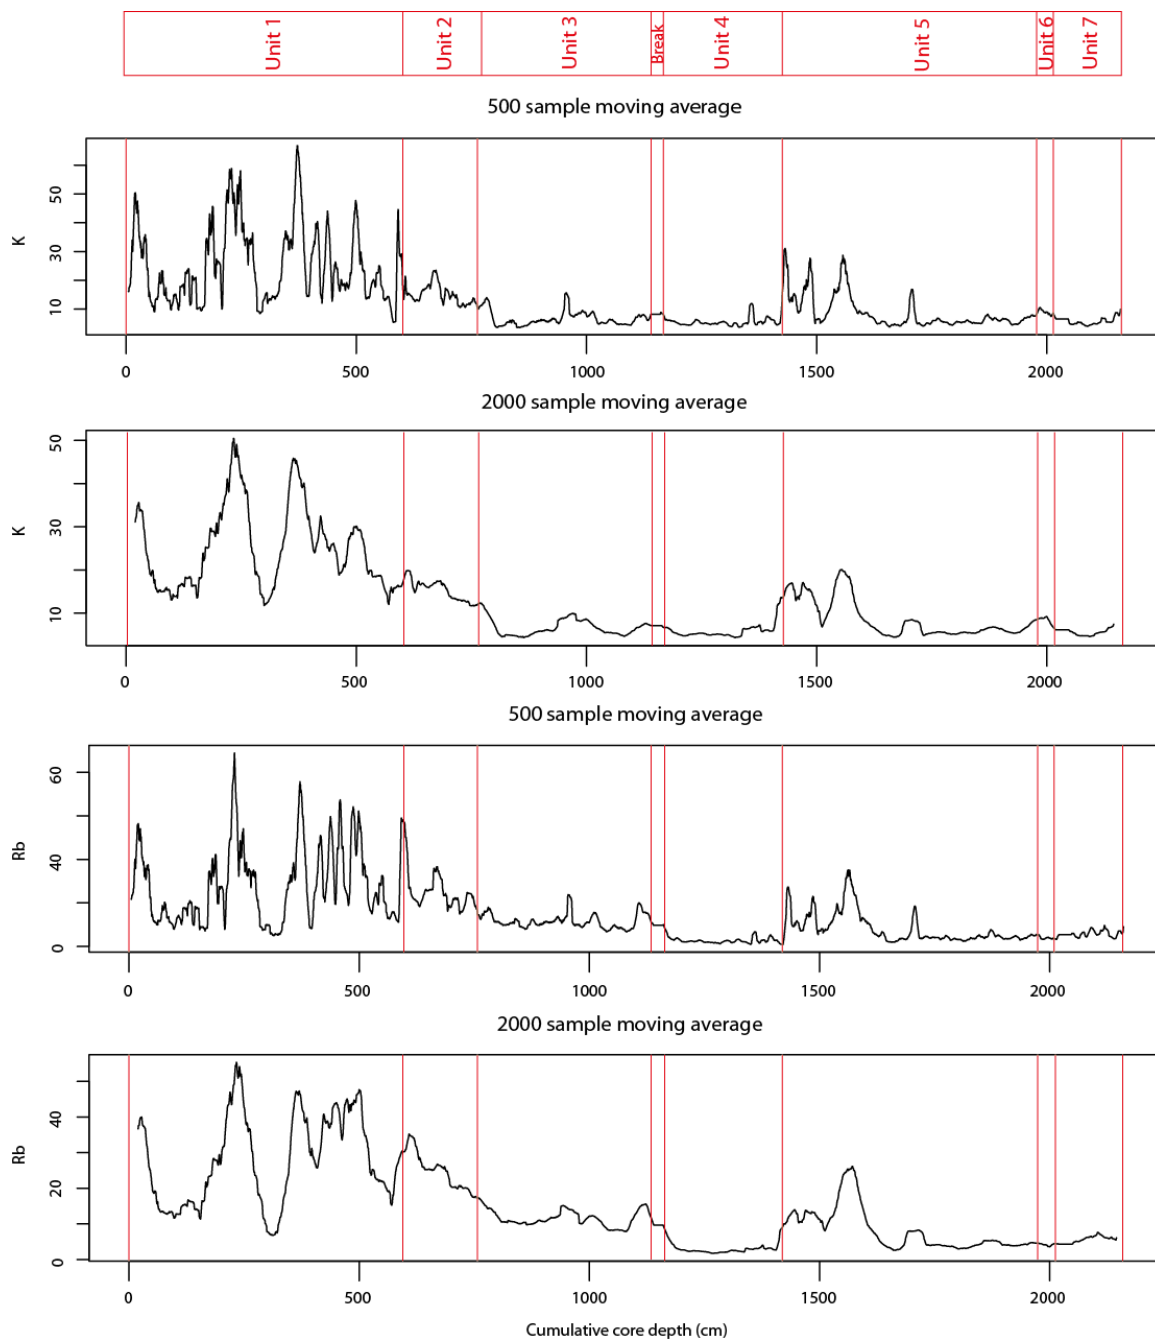 Unit 1 Unit 2 Unit 3 Break Unit 4 Unit 5 Unit 6 Unit 7
500 sample moving average
50
30
10
K
0 500 1000 1500 2000
2000 sample moving average
50
30
10
K
0 500 1000 1500 2000
500 sample moving average
60
40
20
0
Rb
0 500 1000 1500 2000
2000 sample moving average
40
20
0
Rb
0 500 1000 1500 2000
Cumulative core depth (cm)